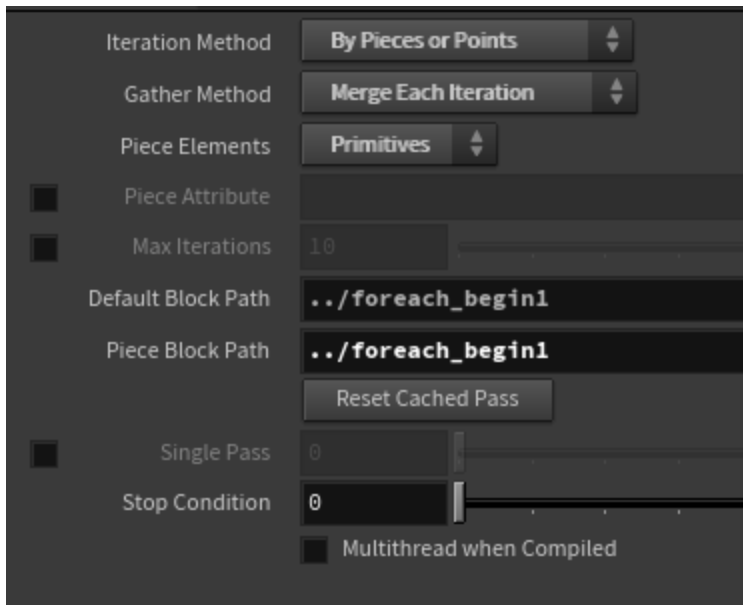 Iteration Method By Pieces or Points
Gather Method Merge Each Iteration
Piece Elements Primitives
Piece Attribute
Max Iterations 10
Default Block Path ../foreach_begin1
Piece Block Path ../foreach_begin1
Reset Cached Pass
Single Pass 0
Stop Condition 0
Multithread when Compiled